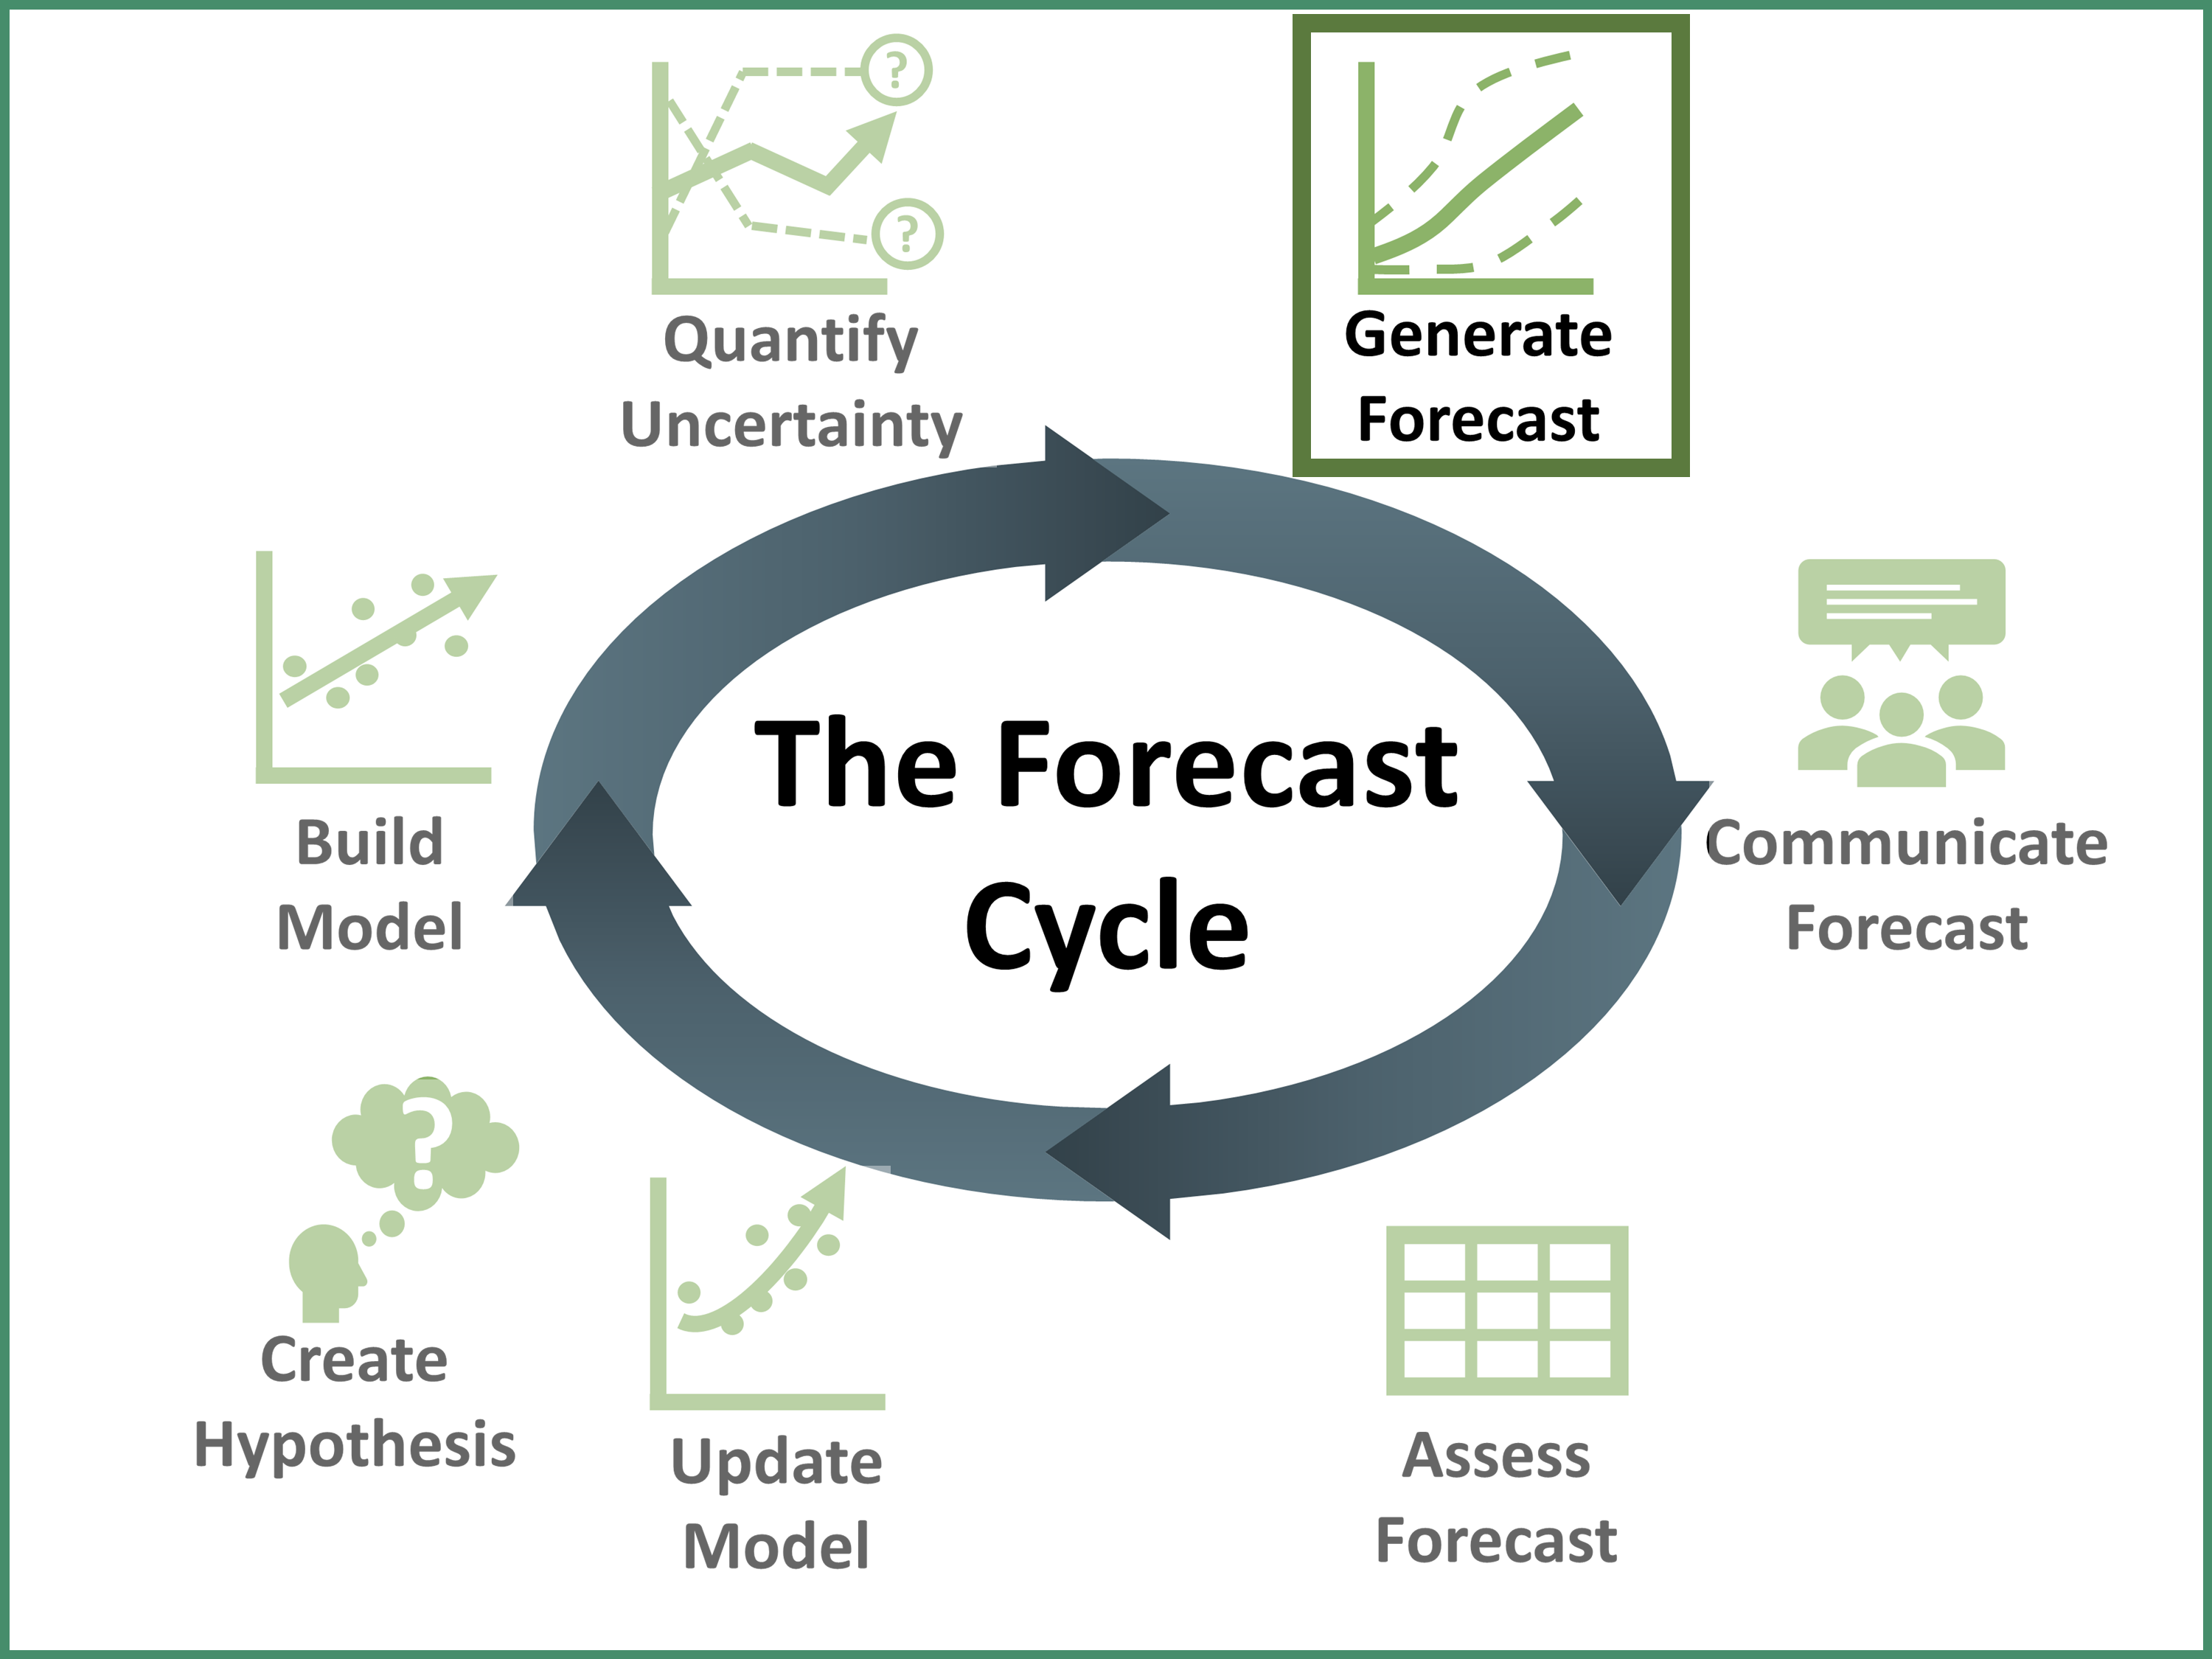 ?
?
Quantify
Uncertainty
Generate
Forecast
The Forecast
Cycle
Build
Model
Communicate
Forecast
?
Create
Hypothesis
Update
Model
Assess
Forecast